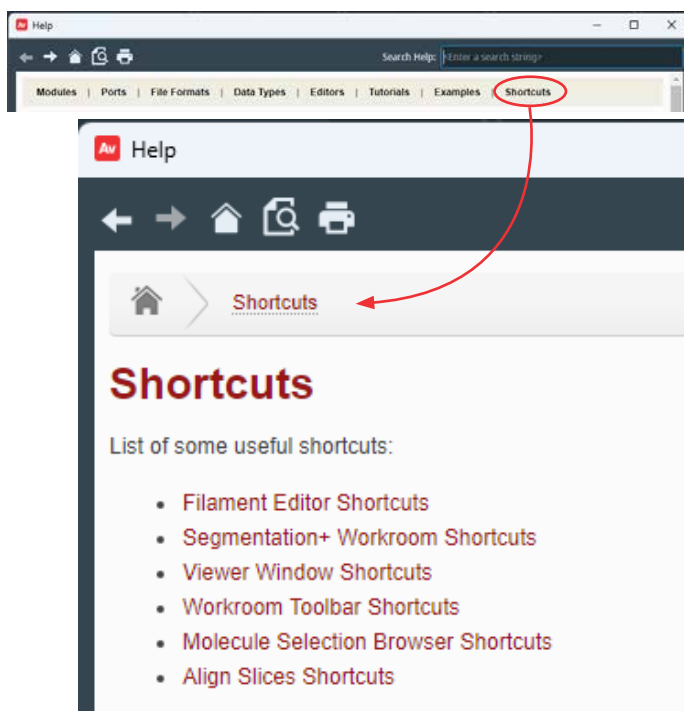 Av Help
Search Help: <Enter a search string>
Modules | Ports | File Formats | Data Types | Editors | Tutorials | Examples | Shortcuts
Av Help
Shortcuts
Shortcuts
List of some useful shortcuts:
• Filament Editor Shortcuts
• Segmentation+ Workroom Shortcuts
• Viewer Window Shortcuts
• Workroom Toolbar Shortcuts
• Molecule Selection Browser Shortcuts
• Align Slices Shortcuts